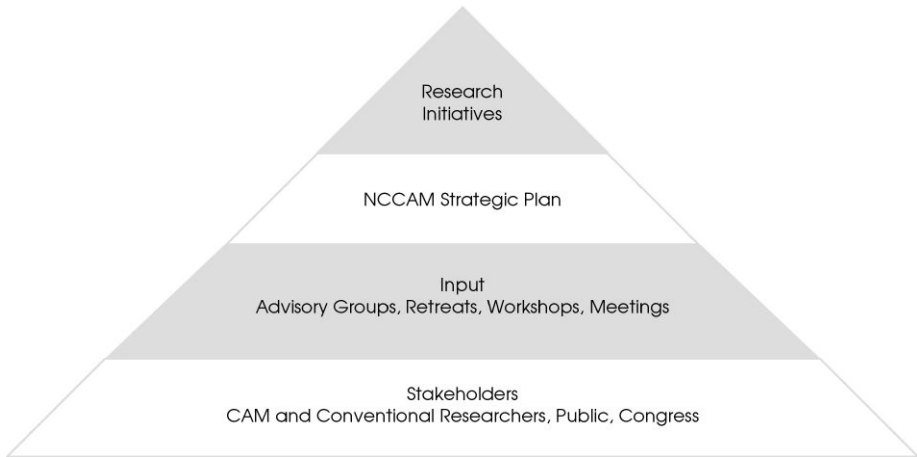 Research
Initiatives
NCCAM Strategic Plan
Input
Advisory Groups, Retreats, Workshops, Meetings
Stakeholders
CAM and Conventional Researchers, Public, Congress